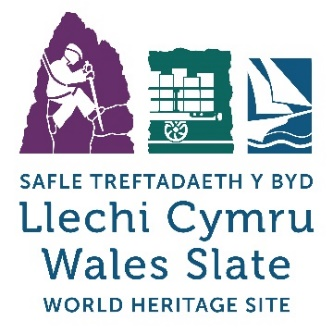 SAFLE TREFTADAETH Y BYD
Llechi Cymru
Wales Slate
WORLD HERITAGE SITE